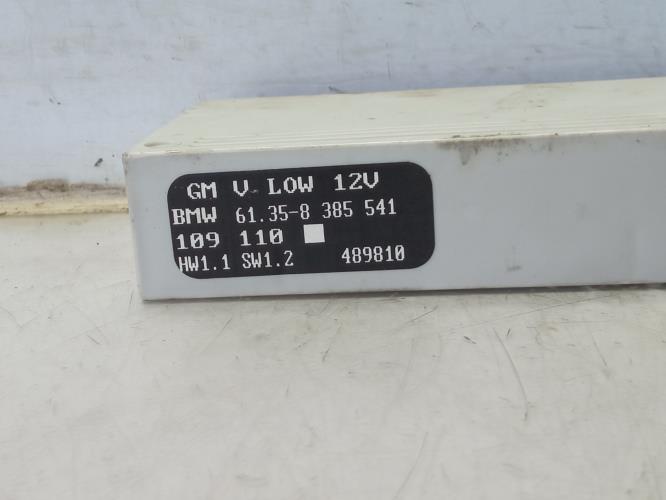 GM V LOW 12V
BMW 61.35-8 385 541
109 110
HW1.1 SW1.2 489810